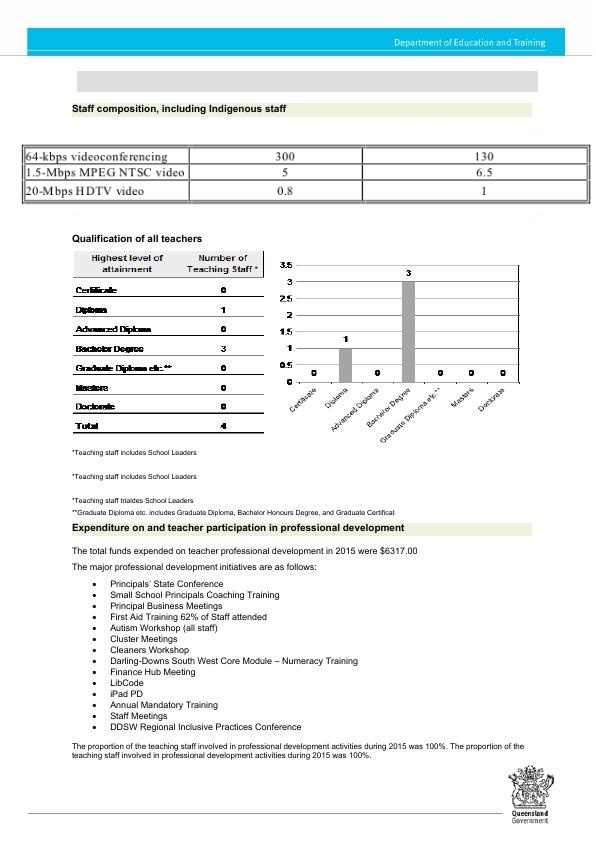 Department of Education and Training
Staff composition, including Indigenous staff
64-kbps videoconferencing 300 130
1.5-Mbps MPEG NTSC video 5 6.5
20-Mbps HDTV video 0.8 1
Qualification of all teachers
Highest level of attainment Number of Teaching Staff *
Certificate 0
Diploma 1
Advanced Diploma 0
Bachelor Degree 3
Graduate Diploma etc.** 0
Masters 0
Doctorate 0
Total 4
3.5
3
2.5
2
1.5
1
0.5
0
0 1 0 3 0 0 0
Certificate
Diploma
Advanced Diploma
Bachelor Degree
Graduate Diploma etc.**
Masters
Doctorate
*Teaching staff includes School Leaders
*Teaching staff includes School Leaders
*Teaching staff trialdes School Leaders
**Graduate Diploma etc. includes Graduate Diploma, Bachelor Honours Degree, and Graduate Certificat
Expenditure on and teacher participation in professional development
The total funds expended on teacher professional development in 2015 were $6317.00
The major professional development initiatives are as follows:
• Principals' State Conference
• Small School Principals Coaching Training
• Principal Business Meetings
• First Aid Training 62% of Staff attended
• Autism Workshop (all staff)
• Cluster Meetings
• Cleaners Workshop
• Darling-Downs South West Core Module – Numeracy Training
• Finance Hub Meeting
• LibCode
• iPad PD
• Annual Mandatory Training
• Staff Meetings
• DDSW Regional Inclusive Practices Conference
The proportion of the teaching staff involved in professional development activities during 2015 was 100%. The proportion of the
teaching staff involved in professional development activities during 2015 was 100%.
Queensland
Government